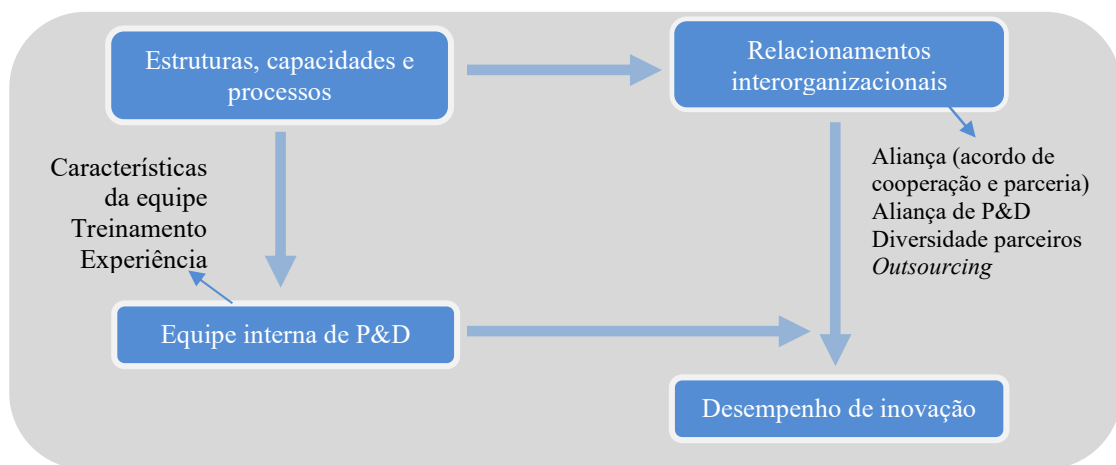 Estruturas, capacidades e
processos
Relacionamentos
interorganizacionais
Características
da equipe
Treinamento
Experiência
Aliança (acordo de
cooperação e parceria)
Aliança de P&D
Diversidade parceiros
Outsourcing
Equipe interna de P&D
Desempenho de inovação